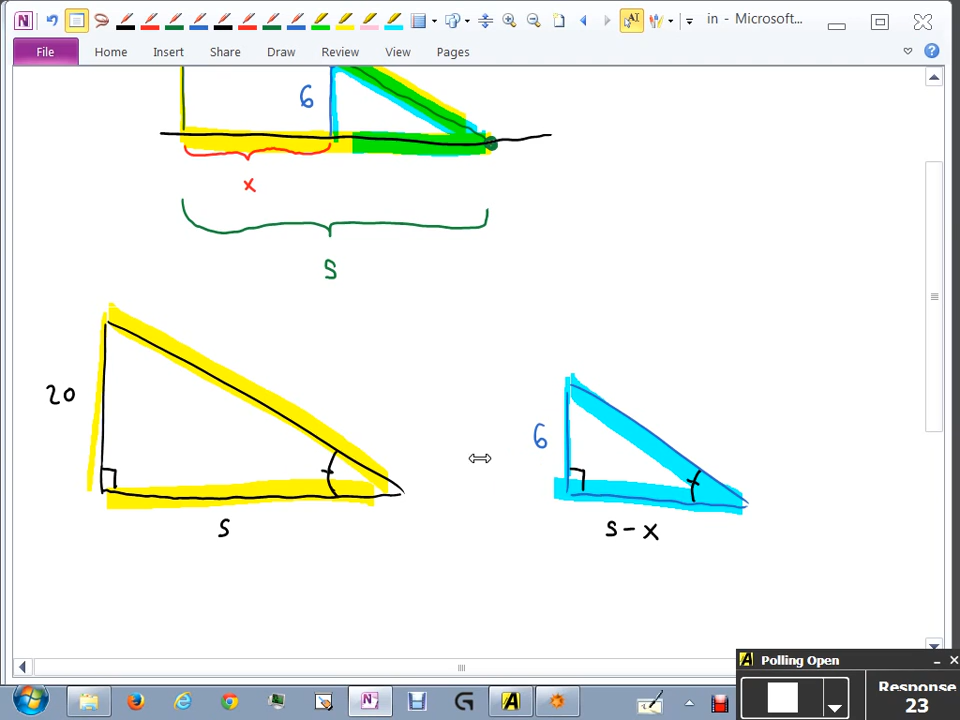 in - Microsoft...
File Home Insert Share Draw Review View Pages
6
x
s
20
6
s
s - x
Polling Open
Response
23